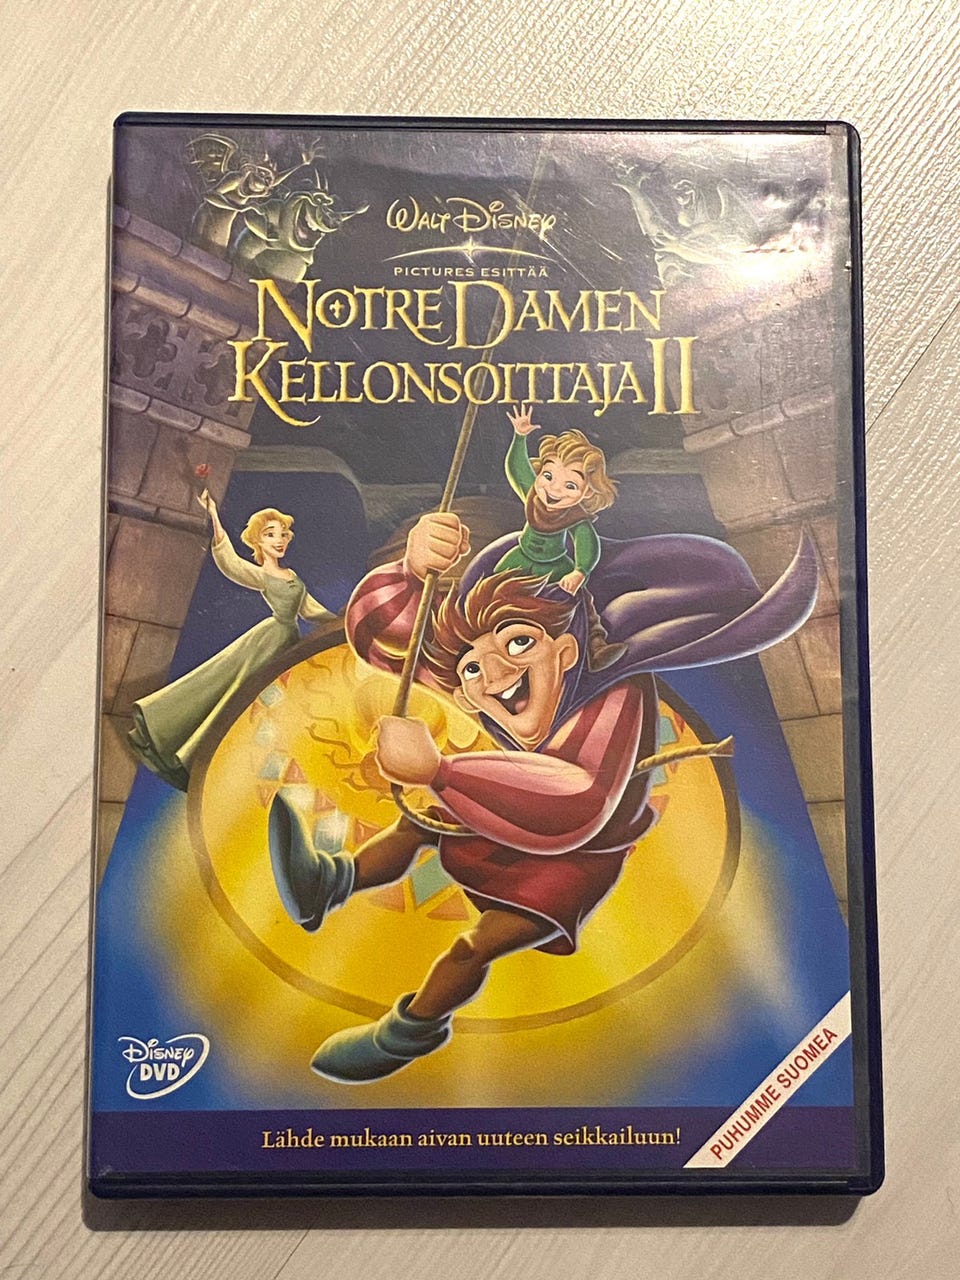 WALT DISNEY
PICTURES ESITTÄÄ
NOTRE DAMEN
KELLONSOITTAJA II
DISNEY
DVD
PUHUMME SUOMEA
Lähde mukaan aivan uuteen seikkailuun!